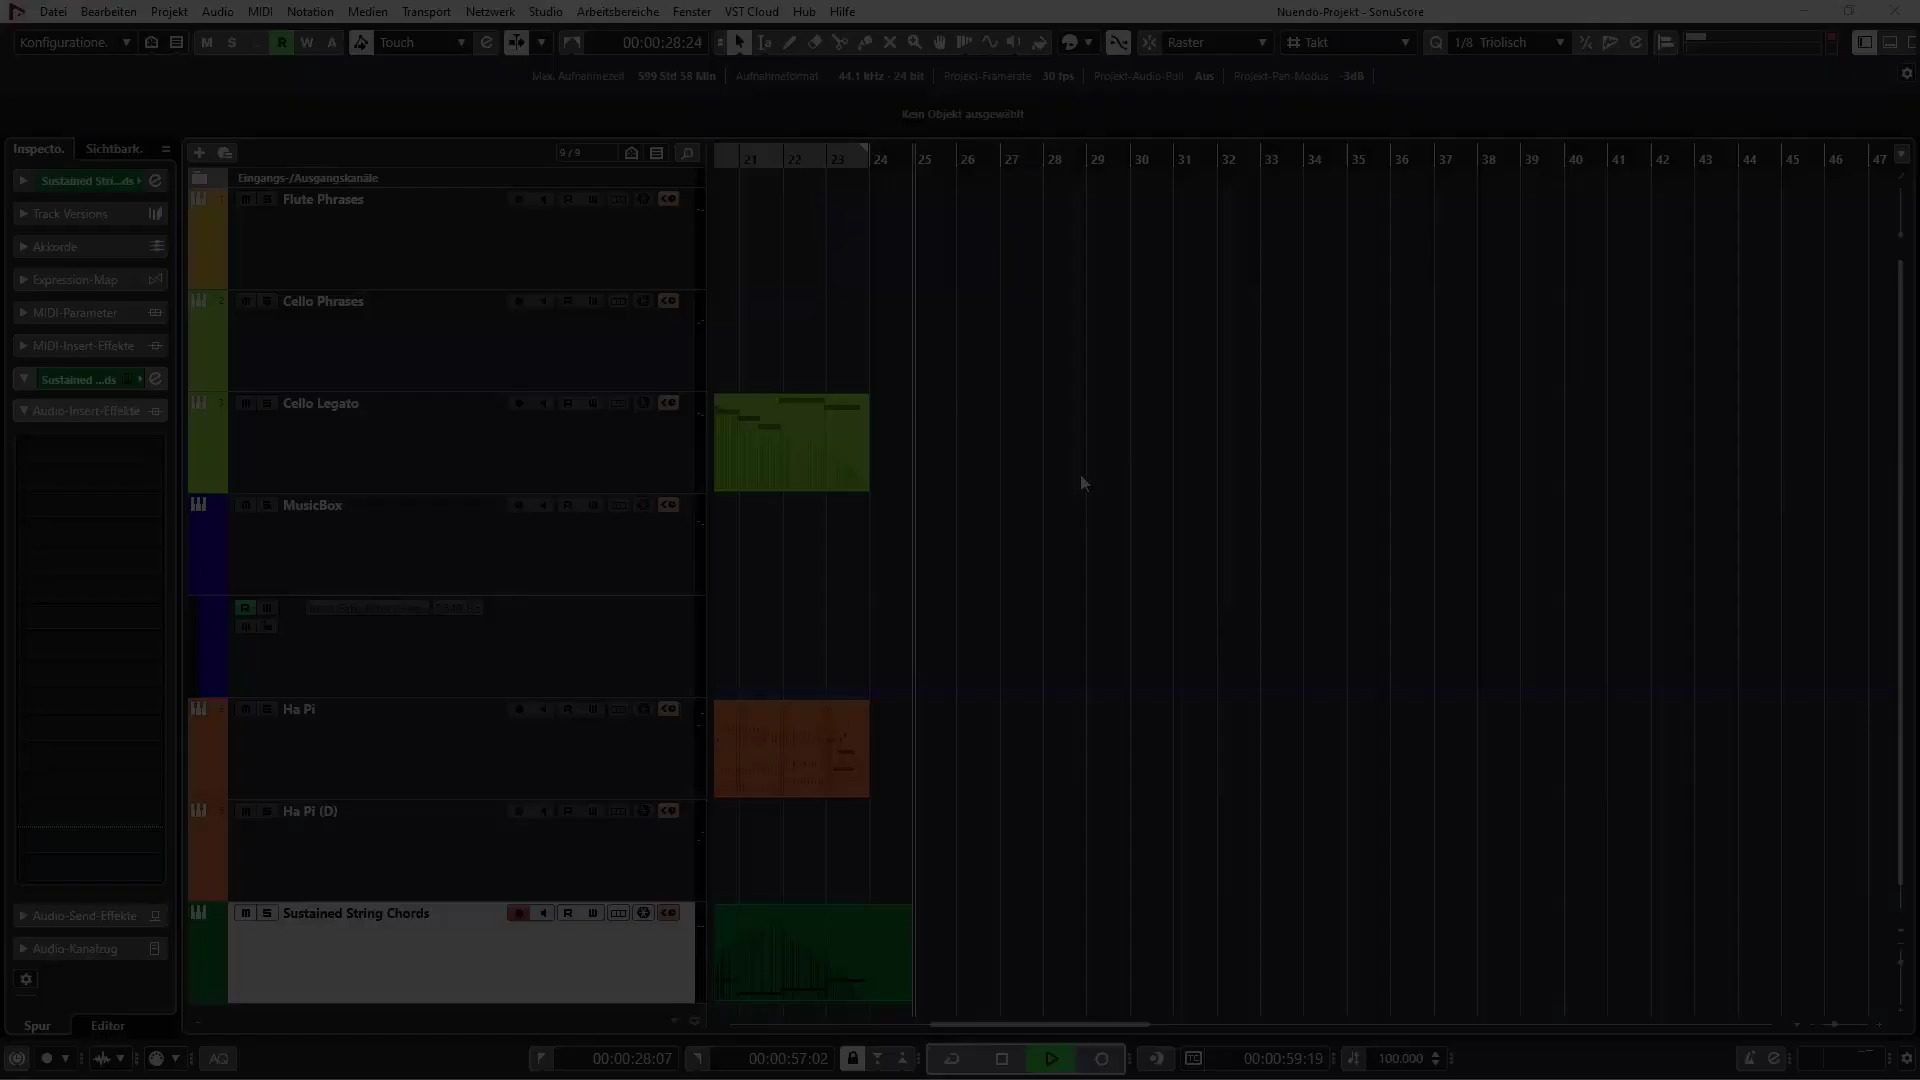 Datei Bearbeiten Projekt Audio MIDI Notation Medien Transport Netzwerk Studio Arbeitsbereiche Fenster VST Cloud Hub Hilfe Nuendo-Projekt - SonuScore
Konfiguratione. M S L R W A Touch 00:00:28:24 Raster Takt 1/8 Triolisch
Max. Aufnahmezeit 599 Std 58 Min Aufnahmeformat 44.1 kHz - 24 bit Projekt-Framerate 30 fps Projekt-Audio-Pull Aus Projekt-Pan-Modus -3dB
Kein Objekt ausgewählt
Inspecto. Sichtbark. 9 / 9 21 22 23 24 25 26 27 28 29 30 31 32 33 34 35 36 37 38 39 40 41 42 43 44 45 46 47
Eingangs-/Ausgangskanäle
Sustained Stri...ds
Track Versions
Akkorde
Expression-Map
MIDI-Parameter
MIDI-Insert-Effekte
Sustained ...ds
Audio-Insert-Effekte
Audio-Send-Effekte
Audio-Kanalzug
Spur Editor
1 m S Flute Phrases R W
2 m S Cello Phrases R W
3 m S Cello Legato R W
m S MusicBox R W
R W
m S Ha Pi R W
m S Ha Pi (D) R W
m S Sustained String Chords R W
AQ 00:00:28:07 00:00:57:02 TC 00:00:59:19 100.000